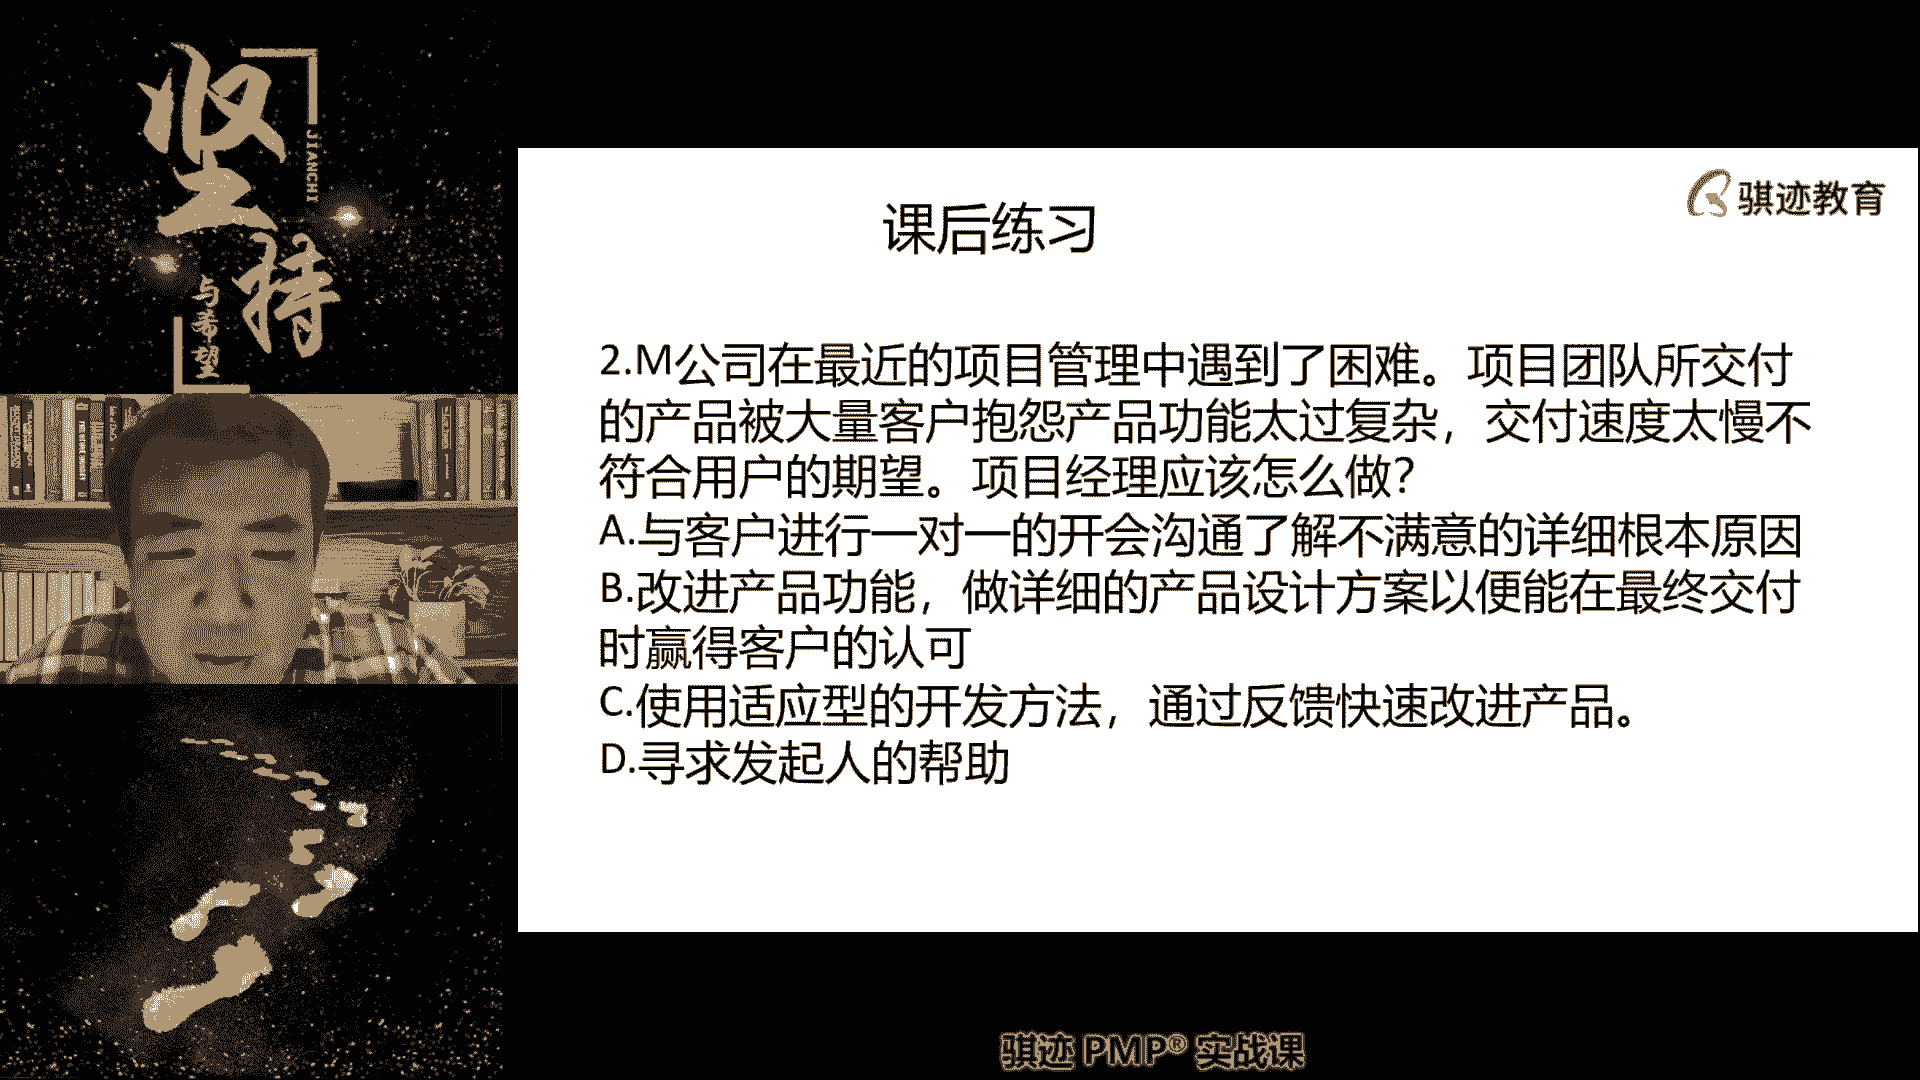 坚持
JIANCHI
与希望
骐迹教育
课后练习
2.M公司在最近的项目管理中遇到了困难。项目团队所交付
的产品被大量客户抱怨产品功能太过复杂，交付速度太慢不
符合用户的期望。项目经理应该怎么做？
A.与客户进行一对一的开会沟通了解不满意的详细根本原因
B.改进产品功能，做详细的产品设计方案以便能在最终交付
时赢得客户的认可
C.使用适应型的开发方法，通过反馈快速改进产品。
D.寻求发起人的帮助
骐迹 PMP® 实战课